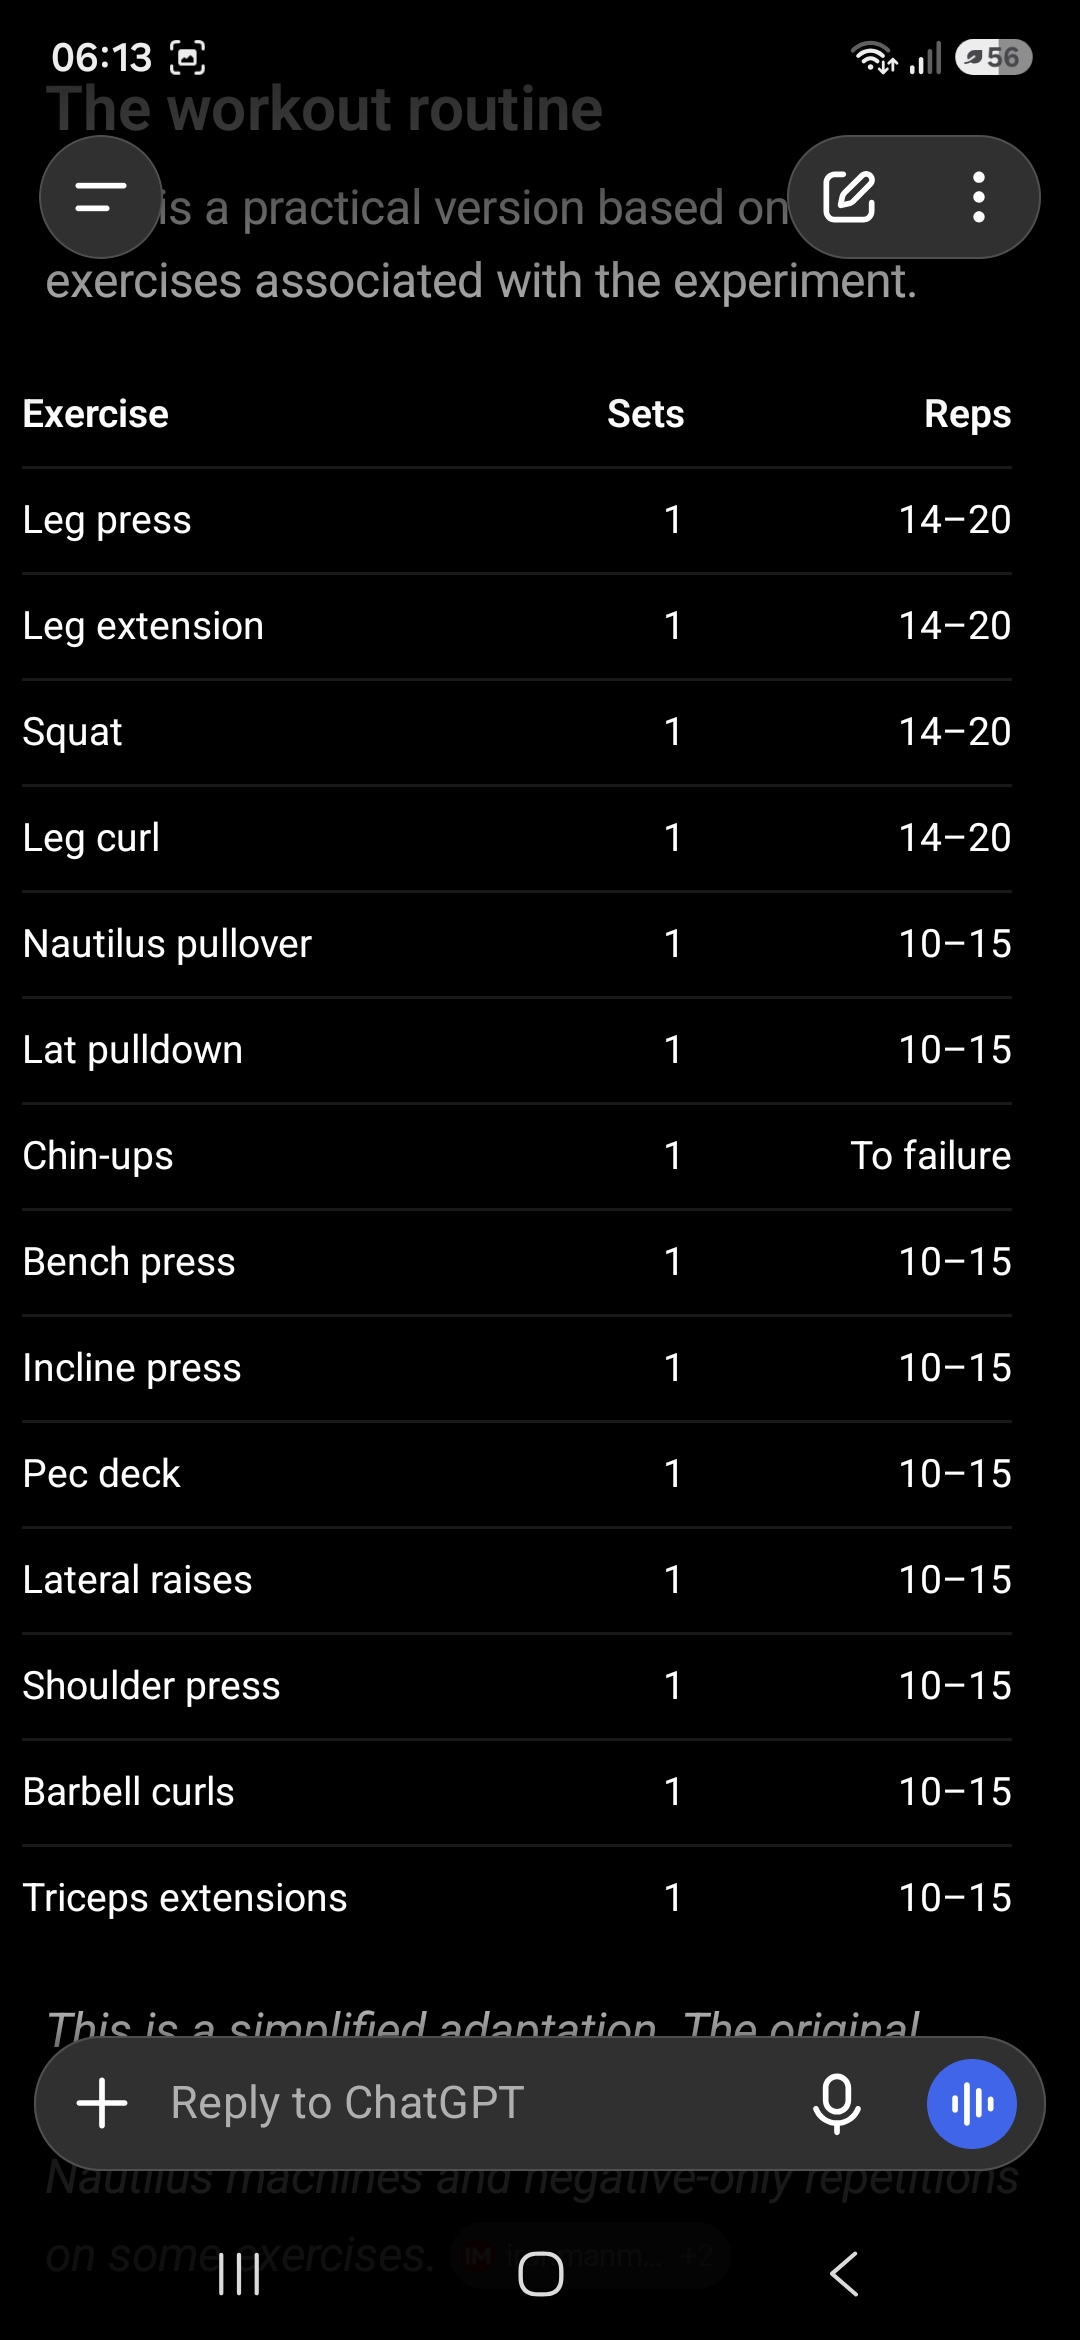 06:13
56
The workout routine
is a practical version based on
exercises associated with the experiment.
Exercise Sets Reps
Leg press 1 14–20
Leg extension 1 14–20
Squat 1 14–20
Leg curl 1 14–20
Nautilus pullover 1 10–15
Lat pulldown 1 10–15
Chin-ups 1 To failure
Bench press 1 10–15
Incline press 1 10–15
Pec deck 1 10–15
Lateral raises 1 10–15
Shoulder press 1 10–15
Barbell curls 1 10–15
Triceps extensions 1 10–15
This is a simplified adaptation. The original
Reply to ChatGPT
Nautilus machines and negative-only repetitions
on some exercises. IM +2